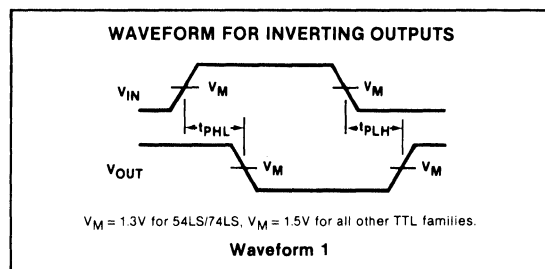 WAVEFORM FOR INVERTING OUTPUTS
VIN
VM
VM
tPHL
tPLH
VOUT
VM
VM
VM = 1.3V for 54LS/74LS, VM = 1.5V for all other TTL families.
Waveform 1